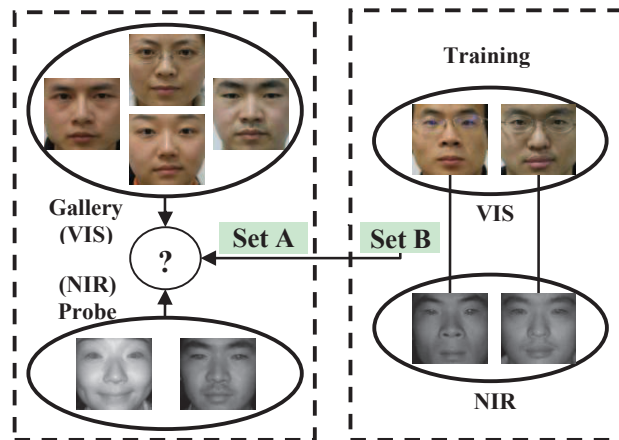 Training
Gallery
(VIS)
VIS
Set A
Set B
?
(NIR)
Probe
NIR